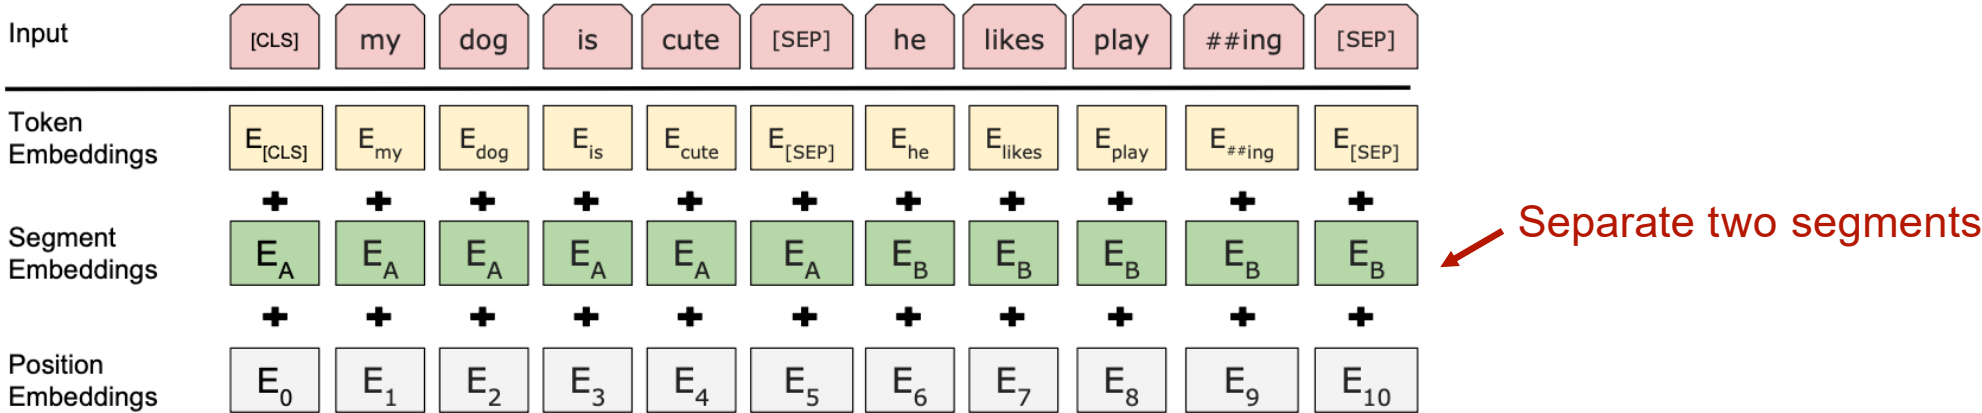 Input [CLS] my dog is cute [SEP] he likes play ##ing [SEP]
Token
Embeddings
E[CLS] Emy Edog Eis Ecute E[SEP] Ehe Elikes Eplay E##ing E[SEP]
+ + + + + + + + + + +
Segment
Embeddings
EA EA EA EA EA EA EB EB EB EB EB
Separate two segments
+ + + + + + + + + + +
Position
Embeddings
E0 E1 E2 E3 E4 E5 E6 E7 E8 E9 E10